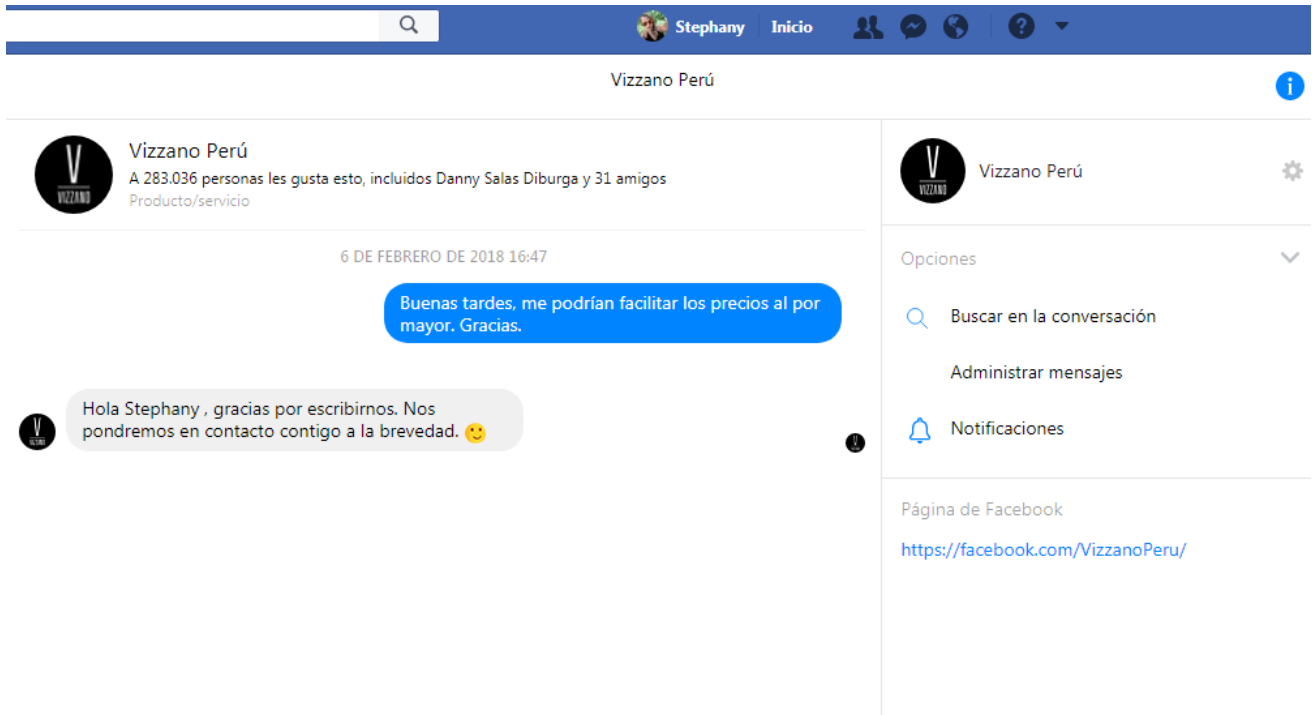 Stephany Inicio
Vizzano Perú
Vizzano Perú
A 283.036 personas les gusta esto, incluidos Danny Salas Diburga y 31 amigos
Producto/servicio
6 DE FEBRERO DE 2018 16:47
Buenas tardes, me podrían facilitar los precios al por
mayor. Gracias.
Hola Stephany , gracias por escribirnos. Nos
pondremos en contacto contigo a la brevedad. 🙂
V
VIZZANO
Vizzano Perú
V
VIZZANO
Opciones
Buscar en la conversación
Administrar mensajes
Notificaciones
Página de Facebook
https://facebook.com/VizzanoPeru/